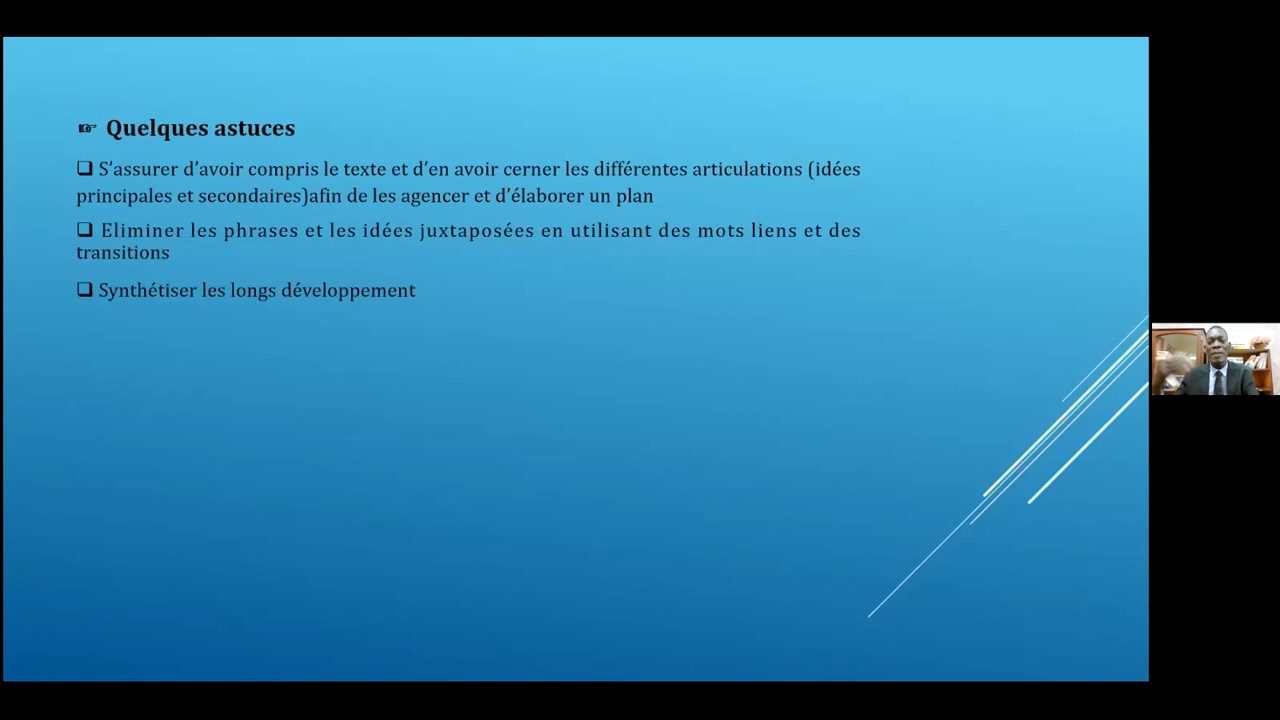 ☞ Quelques astuces
❑ S’assurer d’avoir compris le texte et d’en avoir cerner les différentes articulations (idées
principales et secondaires)afin de les agencer et d’élaborer un plan
❑ Eliminer les phrases et les idées juxtaposées en utilisant des mots liens et des
transitions
❑ Synthétiser les longs développement